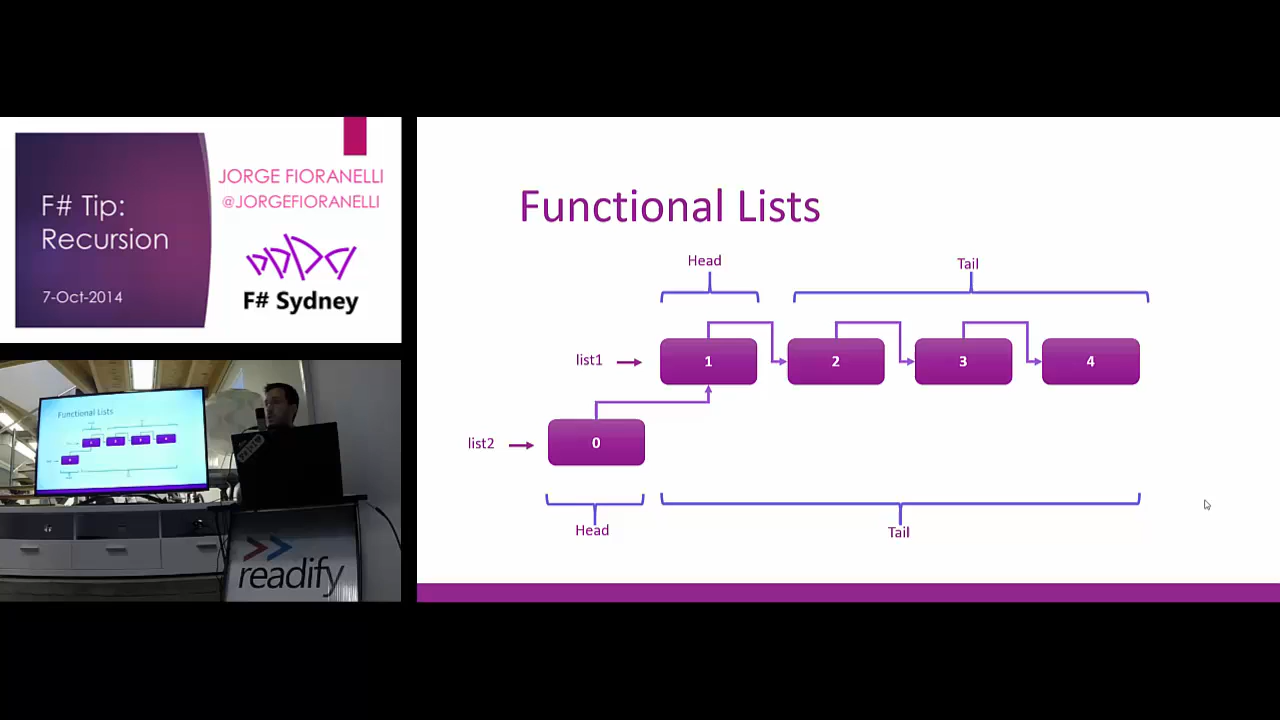 F# Tip:
Recursion
7-Oct-2014
JORGE FIORANELLI
@JORGEFIORANELLI
F# Sydney
Functional Lists
Head
Tail
list1
1
2
3
4
list2
0
Head
Tail
Functional Lists
readify